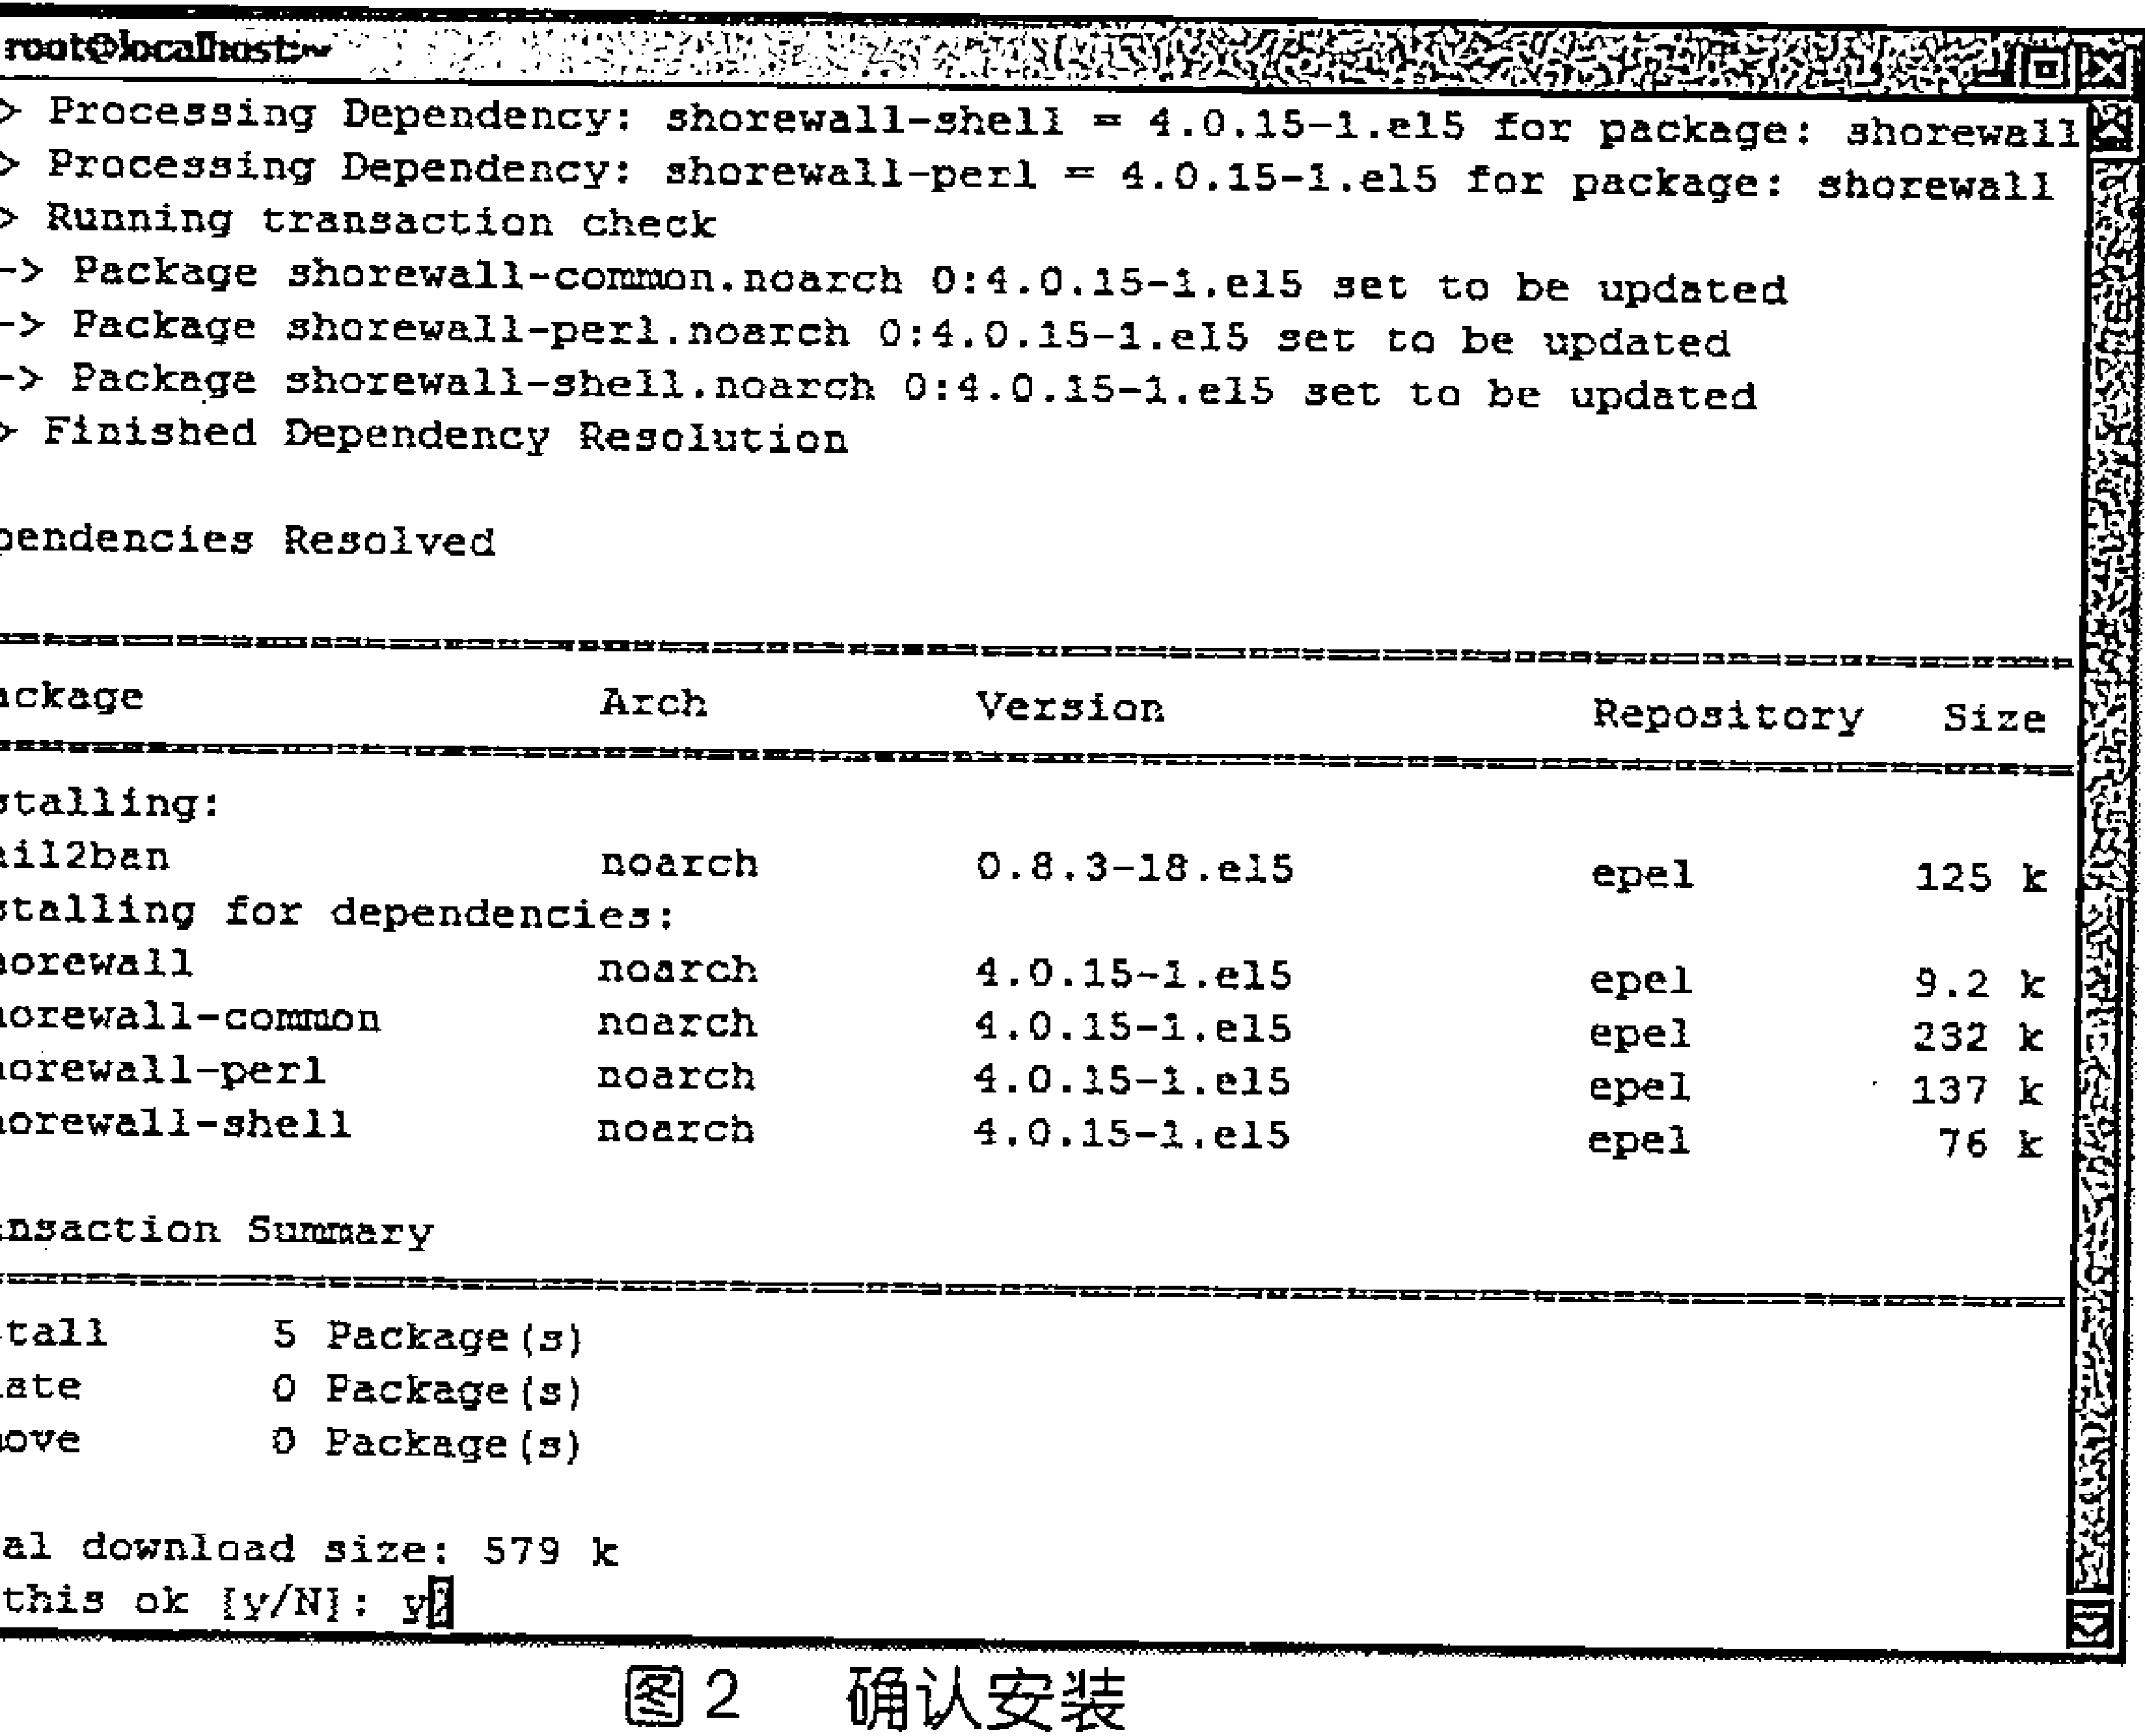 root@localhost:~
> Processing Dependency: shorewall-shell = 4.0.15-1.el5 for package: shorewall
> Processing Dependency: shorewall-perl = 4.0.15-1.el5 for package: shorewall
> Running transaction check
-> Package shorewall-common.noarch 0:4.0.15-1.el5 set to be updated
-> Package shorewall-perl.noarch 0:4.0.15-1.el5 set to be updated
-> Package shorewall-shell.noarch 0:4.0.15-1.el5 set to be updated
> Finished Dependency Resolution
pendencies Resolved
ackage Arch Version Repository Size
stalling:
ail2ban noarch 0.8.3-18.el5 epel 125 k
stalling for dependencies:
horewall noarch 4.0.15-1.el5 epel 9.2 k
horewall-common noarch 4.0.15-1.el5 epel 232 k
horewall-perl noarch 4.0.15-1.el5 epel 137 k
horewall-shell noarch 4.0.15-1.el5 epel 76 k
ansaction Summary
tall 5 Package(s)
date 0 Package(s)
move 0 Package(s)
al download size: 579 k
this ok [y/N]: y
图2 确认安装